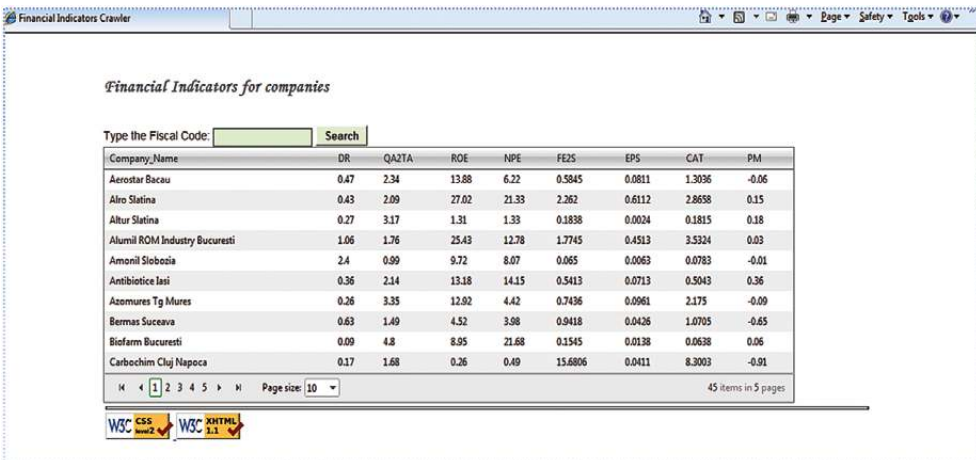 Financial Indicators Crawler Page Safety Tools
Financial Indicators for companies
Type the Fiscal Code: Search
Company_Name DR QA2TA ROE NPE FE2S EPS CAT PM
Aerostar Bacau 0.47 2.34 13.88 6.22 0.5845 0.0811 1.3036 -0.06
Alro Slatina 0.43 2.09 27.02 21.33 2.262 0.6112 2.8658 0.15
Altur Slatina 0.27 3.17 1.31 1.33 0.1838 0.0024 0.1815 0.18
Alumil ROM Industry Bucuresti 1.06 1.76 25.43 12.78 1.7745 0.4513 3.5324 0.03
Amonil Slobozia 2.4 0.99 9.72 8.07 0.065 0.0063 0.0783 -0.01
Antibiotice Iasi 0.36 2.14 13.18 14.15 0.5413 0.0713 0.5043 0.36
Azomures Tg Mures 0.26 3.35 12.92 4.42 0.7436 0.0961 2.175 -0.09
Bermas Suceava 0.63 1.49 4.52 3.98 0.9418 0.0426 1.0705 -0.65
Biofarm Bucuresti 0.09 4.8 8.95 21.68 0.1545 0.0138 0.0638 0.06
Carbochim Cluj Napoca 0.17 1.68 0.26 0.49 15.6806 0.0411 8.3003 -0.91
1 2 3 4 5 Page size: 10 45 items in 5 pages
W3C CSS level 2 W3C XHTML 1.1